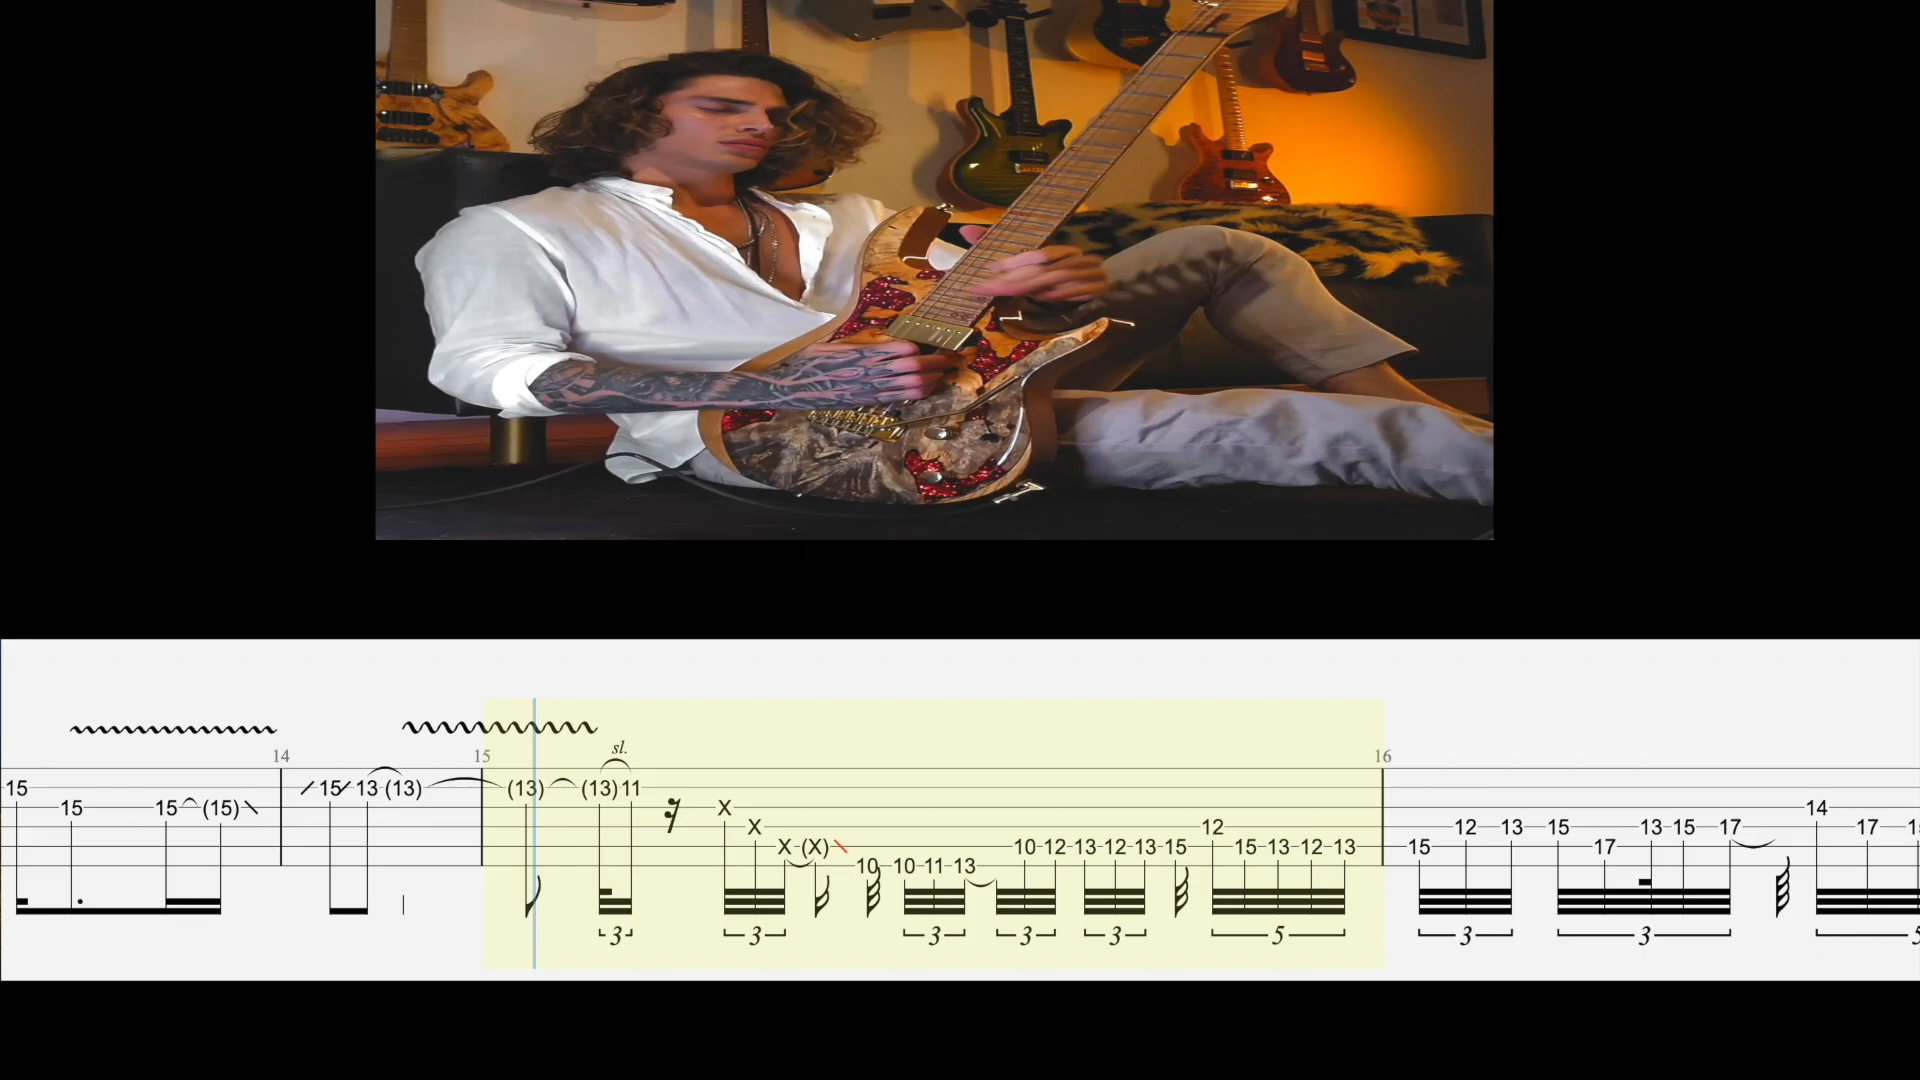 14 15 16
sl.
15 15 15 (15) 15 13 (13) (13) (13) 11 X X X (X) 10 10 11 13 10 12 13 12 13 15 12 15 13 12 13 15 12 13 15 17 13 15 17 14 17
3 3 3 3 3 5 3 3